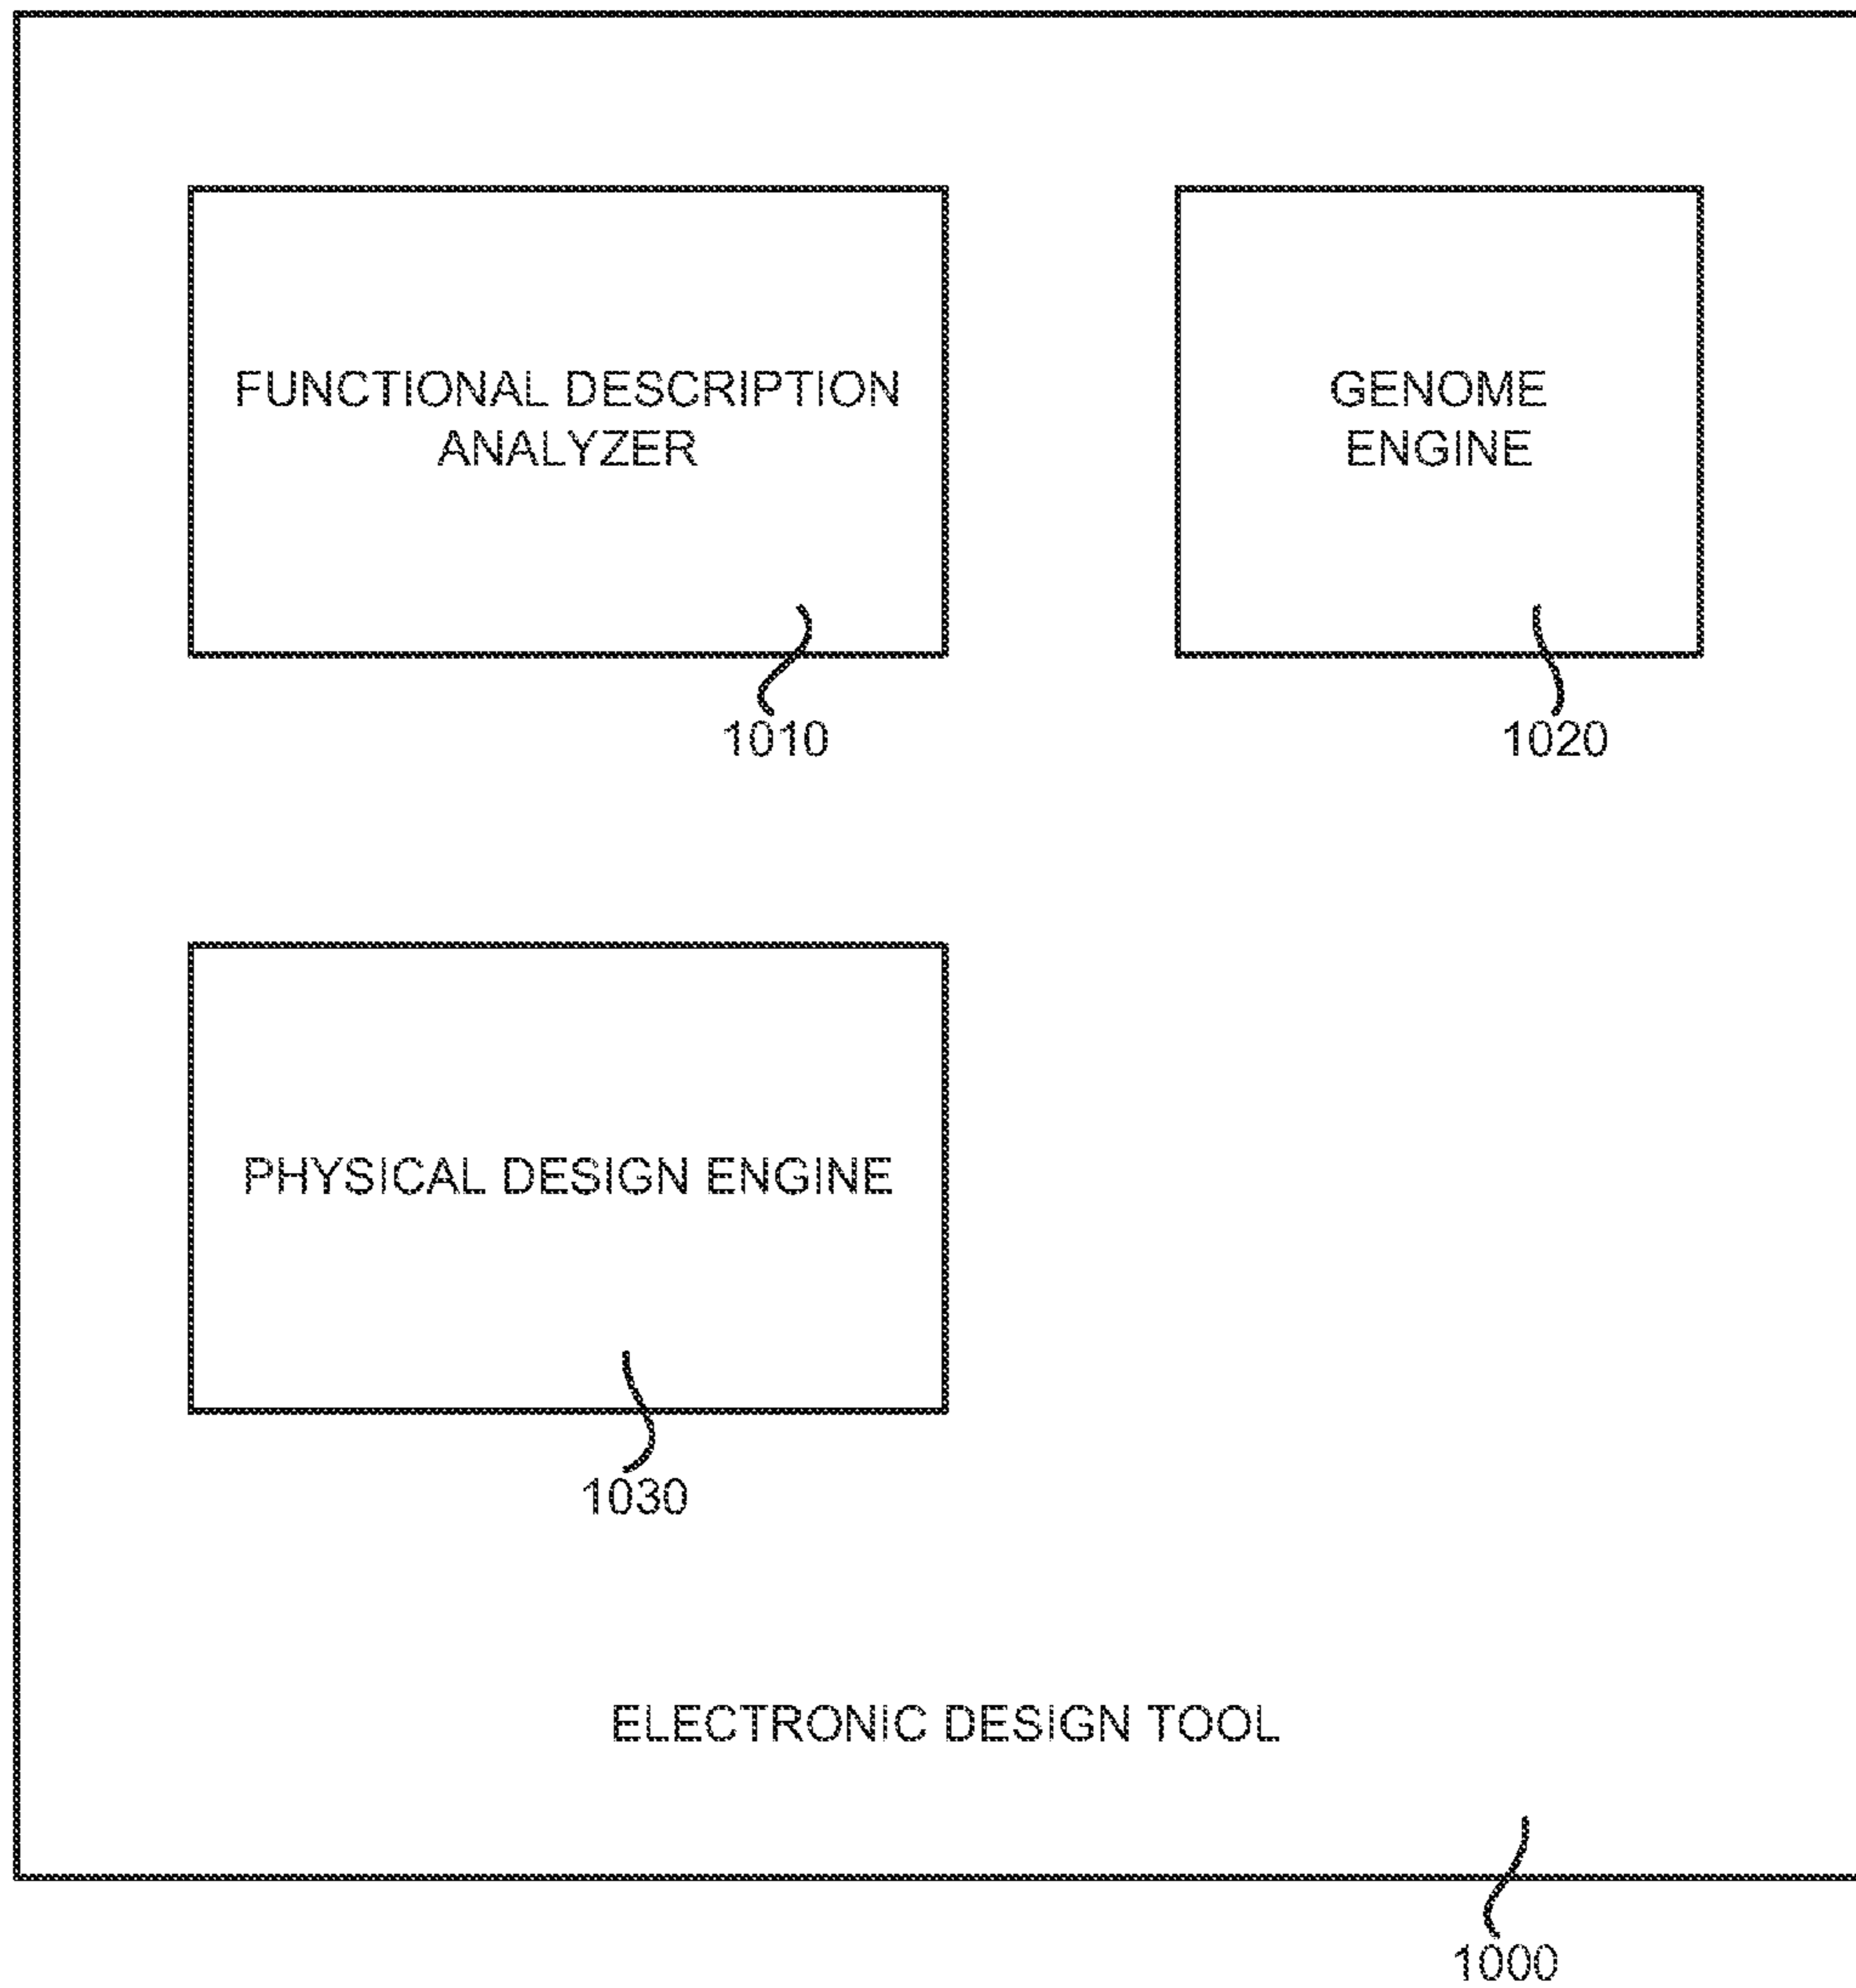 FUNCTIONAL DESCRIPTION
ANALYZER
1010
GENOME
ENGINE
1020
PHYSICAL DESIGN ENGINE
1030
ELECTRONIC DESIGN TOOL
1000